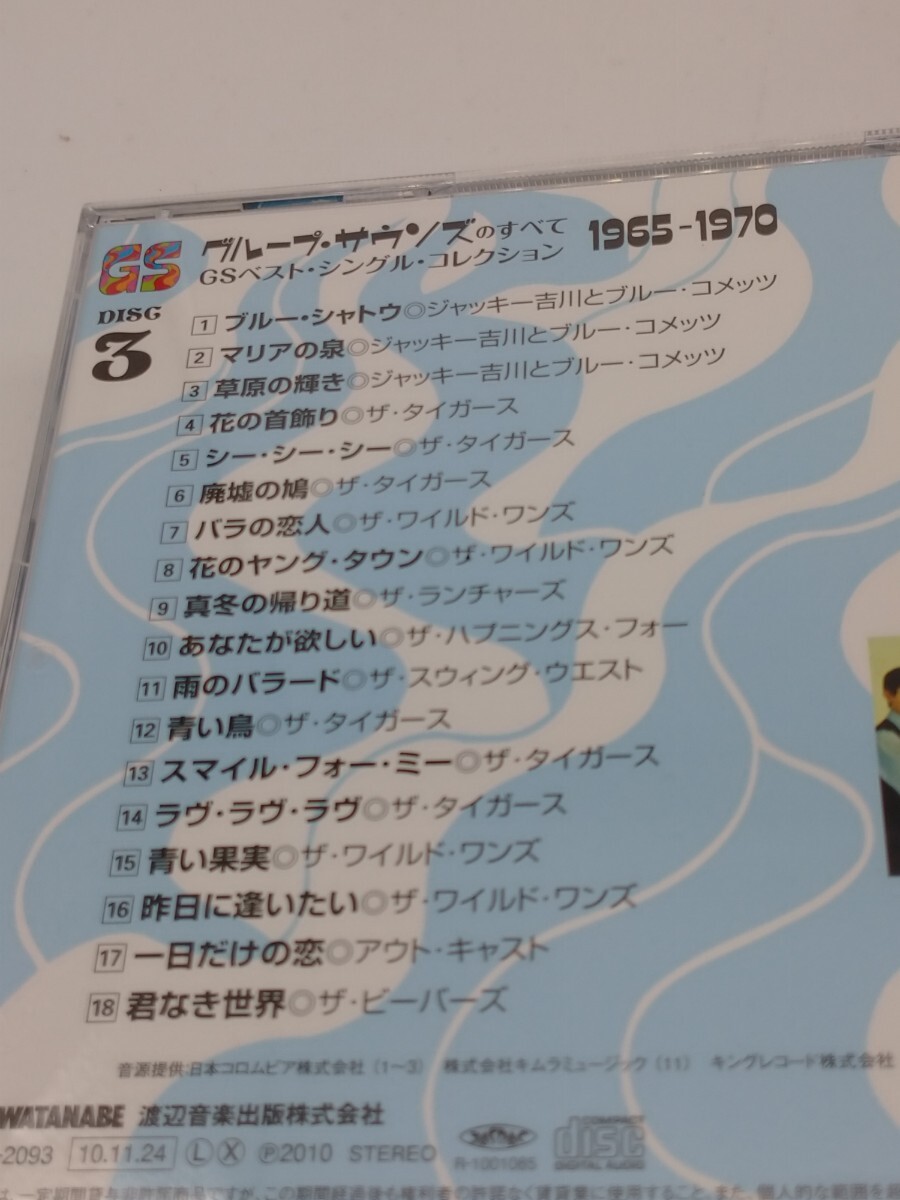 GS
グループ・サウンズのすべて 1965-1970
GSベスト・シングル・コレクション
DISC
3
1 ブルー・シャトウ◎ジャッキー吉川とブルー・コメッツ
2 マリアの泉◎ジャッキー吉川とブルー・コメッツ
3 草原の輝き◎ジャッキー吉川とブルー・コメッツ
4 花の首飾り◎ザ・タイガース
5 シー・シー・シー◎ザ・タイガース
6 廃墟の鳩◎ザ・タイガース
7 バラの恋人◎ザ・ワイルド・ワンズ
8 花のヤング・タウン◎ザ・ワイルド・ワンズ
9 真冬の帰り道◎ザ・ランチャーズ
10 あなたが欲しい◎ザ・ハプニングス・フォー
11 雨のバラード◎ザ・スウィング・ウエスト
12 青い鳥◎ザ・タイガース
13 スマイル・フォー・ミー◎ザ・タイガース
14 ラヴ・ラヴ・ラヴ◎ザ・タイガース
15 青い果実◎ザ・ワイルド・ワンズ
16 昨日に逢いたい◎ザ・ワイルド・ワンズ
17 一日だけの恋◎アウト・キャスト
18 君なき世界◎ザ・ビーバーズ
音源提供:日本コロムビア株式会社（1〜3） 株式会社キムラミュージック（11） キングレコード株式会社
WATANABE 渡辺音楽出版株式会社
-2093 10.11.24 L X ℗2010 STEREO R-1001085 COMPACT disc DIGITAL AUDIO